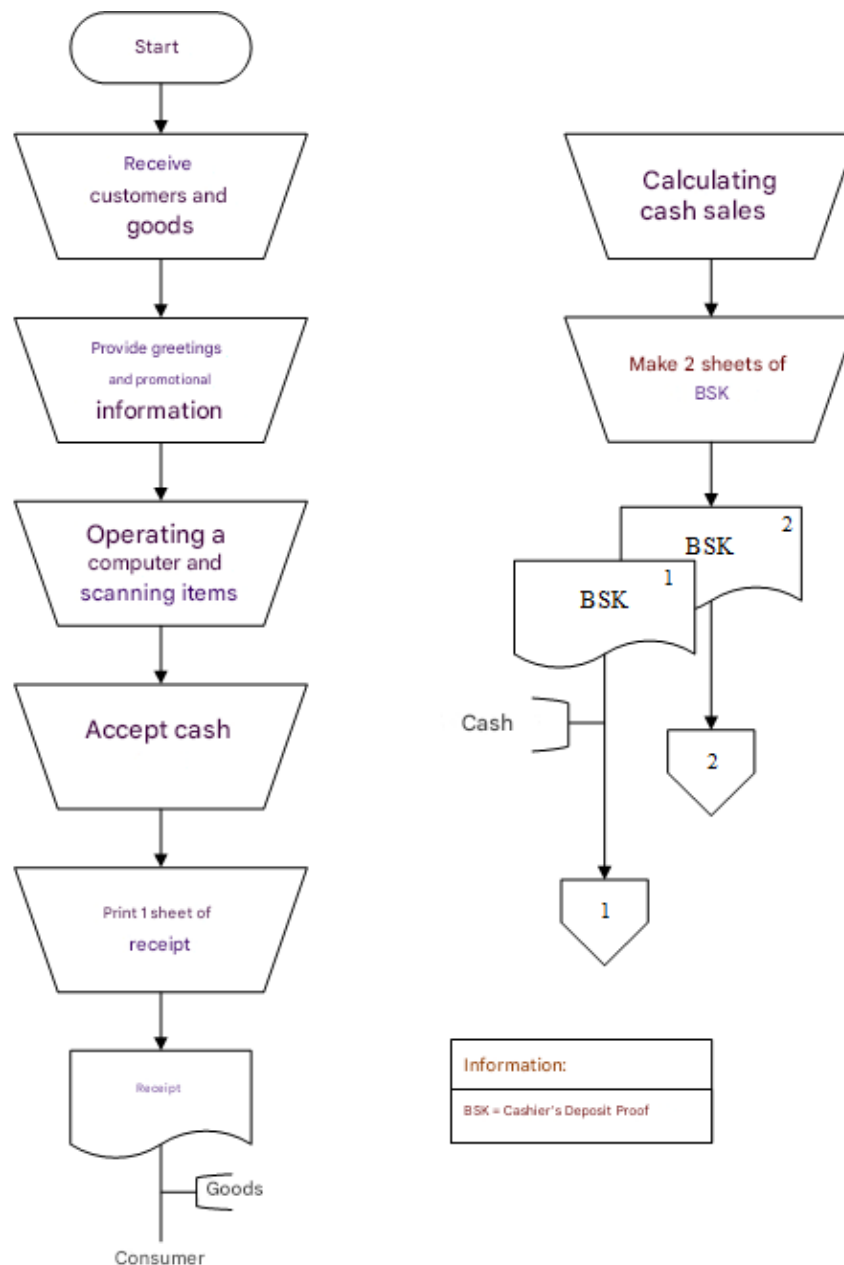 Start
Receive
customers and
goods
Provide greetings
and promotional
information
Operating a
computer and
scanning items
Accept cash
Print 1 sheet of
receipt
Receipt
Goods
Consumer
Calculating
cash sales
Make 2 sheets of
BSK
2
BSK
1
BSK
Cash
2
1
Information:
BSK = Cashier's Deposit Proof